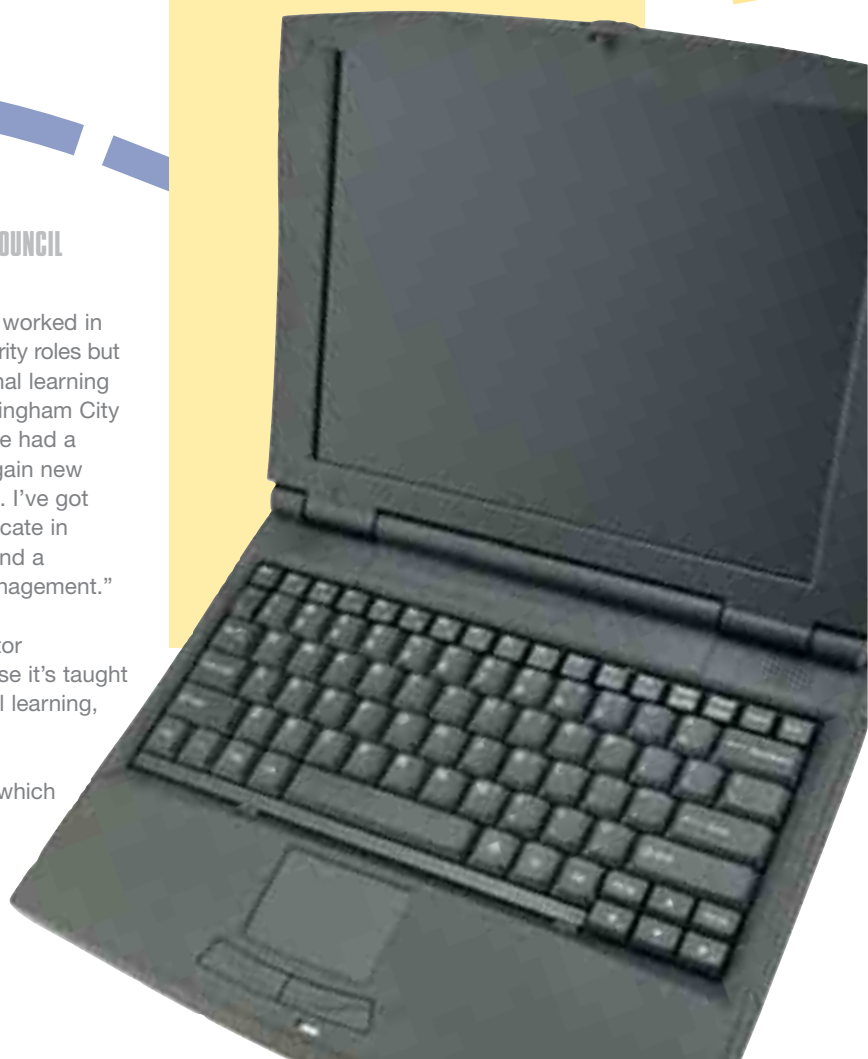 OUNCIL
worked in
rity roles but
nal learning
ingham City
e had a
gain new
. I've got
cate in
nd a
nagement.”
tor
se it's taught
l learning,
which